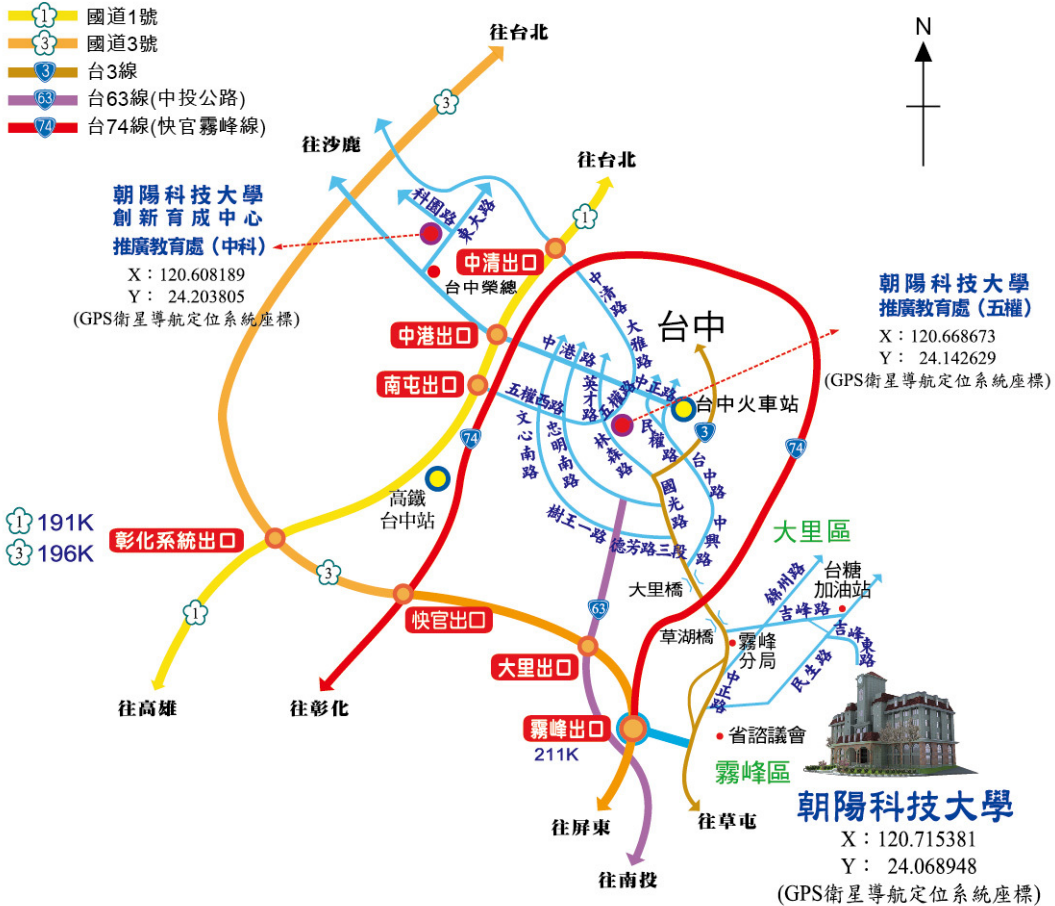 1 國道1號
3 國道3號
3 台3線
63 台63線(中投公路)
74 台74線(快官霧峰線)
往台北
N
3
往沙鹿
往台北
朝陽科技大學
創新育成中心
推廣教育處(中科)
X：120.608189
Y： 24.203805
(GPS衛星導航定位系統座標)
科園路
東大路
1
中清出口
台中榮總
中清路
大雅路
朝陽科技大學
推廣教育處(五權)
X：120.668673
Y： 24.142629
(GPS衛星導航定位系統座標)
台中
中港出口
中港路
南屯出口
五權西路
英才路
五權路
中正路
台中火車站
文心南路
忠明南路
林森路
民權路
3
74
74
台中路
高鐵
台中站
國光路
中興路
1 191K
3 196K
彰化系統出口
樹王一路
德芳路三段
大里區
3
大里橋
錦州路
台糖
加油站
吉峰路
快官出口
63
草湖橋
霧峰
分局
吉峰東路
1
大里出口
中正路
民生路
往高雄
往彰化
霧峰出口
211K
省諮議會
霧峰區
朝陽科技大學
X：120.715381
Y： 24.068948
(GPS衛星導航定位系統座標)
往屏東
往草屯
往南投